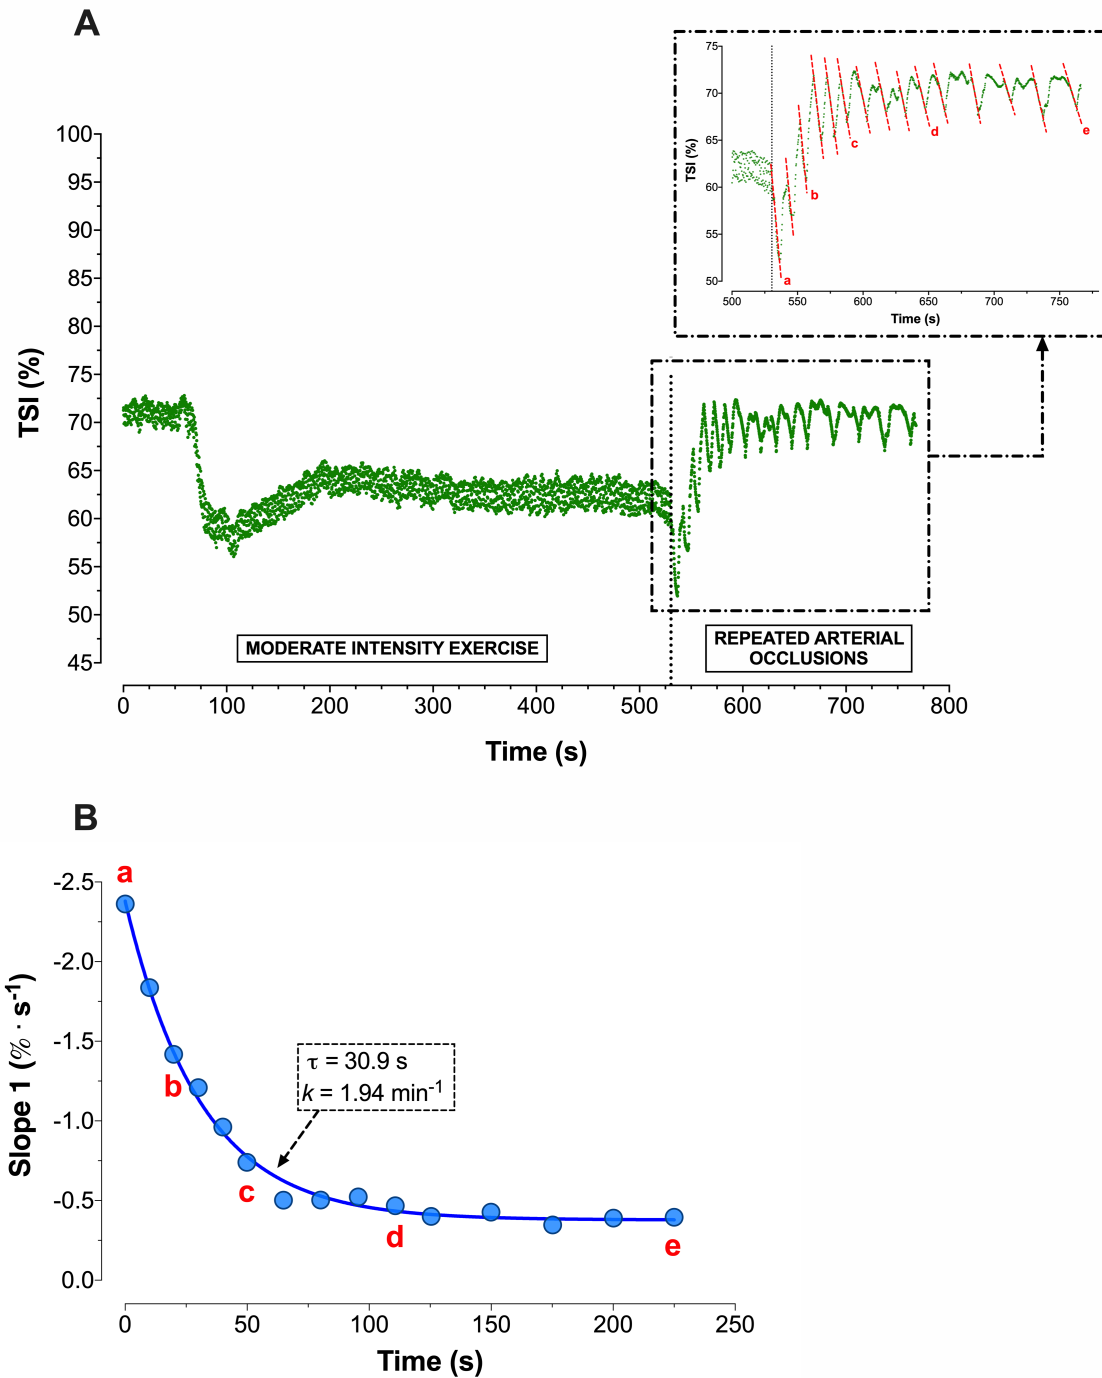 A
100
95
90
85
80
75
70
65
60
55
50
45
TSI (%)
0
100
200
300
400
500
600
700
800
Time (s)
MODERATE INTENSITY EXERCISE
REPEATED ARTERIAL
OCCLUSIONS
75
70
65
60
55
50
TSI (%)
500
550
600
650
700
750
Time (s)
a
b
c
d
e
B
-2.5
-2.0
-1.5
-1.0
-0.5
0.0
Slope 1 (% · s⁻¹)
0
50
100
150
200
250
Time (s)
a
b
c
d
e
τ = 30.9 s
k = 1.94 min⁻¹